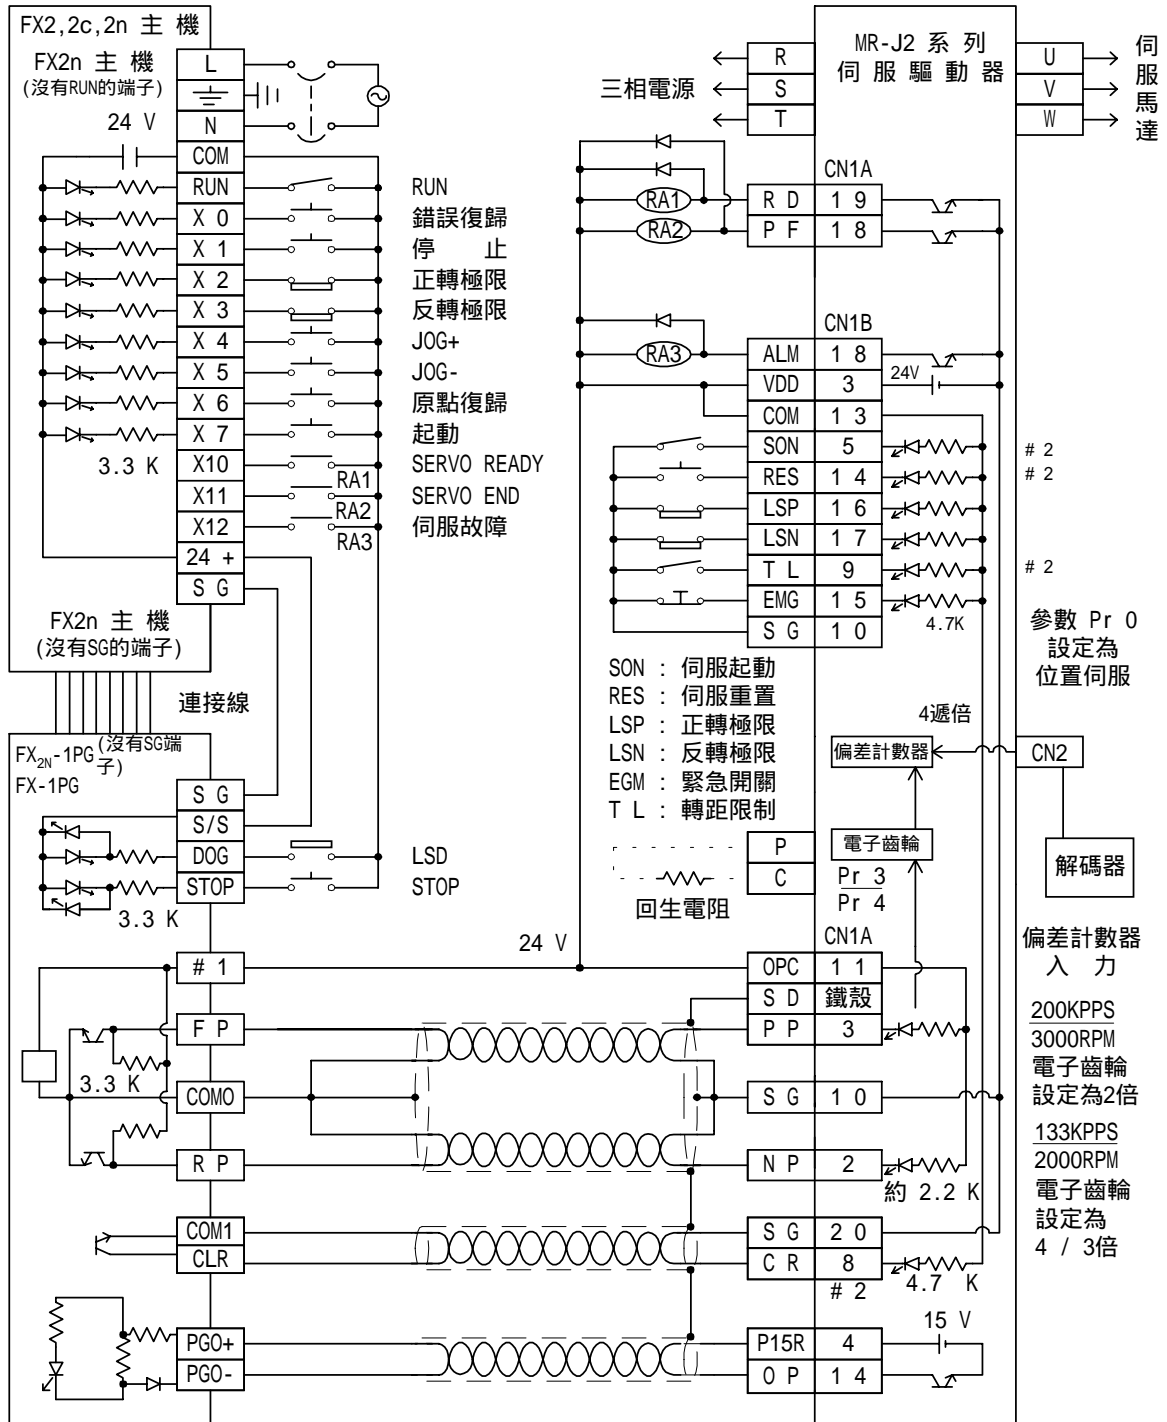 FX2,2c,2n 主 機
FX2n 主 機
(沒有RUN的端子)
24 V
L
N
COM
RUN
RUN
X 0
錯誤復歸
X 1
停 止
X 2
正轉極限
X 3
反轉極限
X 4
JOG+
X 5
JOG-
X 6
原點復歸
X 7
起動
3.3 K
X10
SERVO READY
RA1
X11
SERVO END
RA2
X12
伺服故障
RA3
24 +
S G
FX2n 主 機
(沒有SG的端子)
連接線
FX2N-1PG
(沒有SG端
子)
FX-1PG
S G
S/S
DOG
LSD
STOP
STOP
3.3 K
# 1
24 V
F P
3.3 K
COM0
R P
COM1
CLR
PG0+
PG0-
MR-J2 系 列
伺 服 驅 動 器
三相電源
R
S
T
U
V
W
伺
服
馬
達
CN1A
RA1
R D
1 9
RA2
P F
1 8
CN1B
RA3
ALM
1 8
VDD
3
24V
COM
1 3
SON
5
# 2
RES
1 4
# 2
LSP
1 6
LSN
1 7
T L
9
# 2
EMG
1 5
4.7K
S G
1 0
參數 Pr 0
設定為
位置伺服
SON : 伺服起動
RES : 伺服重置
LSP : 正轉極限
LSN : 反轉極限
EGM : 緊急開關
T L : 轉距限制
4遞倍
偏差計數器
CN2
電子齒輪
解碼器
P
C
回生電阻
Pr 3
Pr 4
CN1A
OPC
1 1
S D
鐵殼
P P
3
S G
1 0
N P
2
約 2.2 K
S G
2 0
C R
8
4.7 K
# 2
15 V
P15R
4
O P
1 4
偏差計數器
入 力
200KPPS
3000RPM
電子齒輪
設定為2倍
133KPPS
2000RPM
電子齒輪
設定為
4 / 3倍